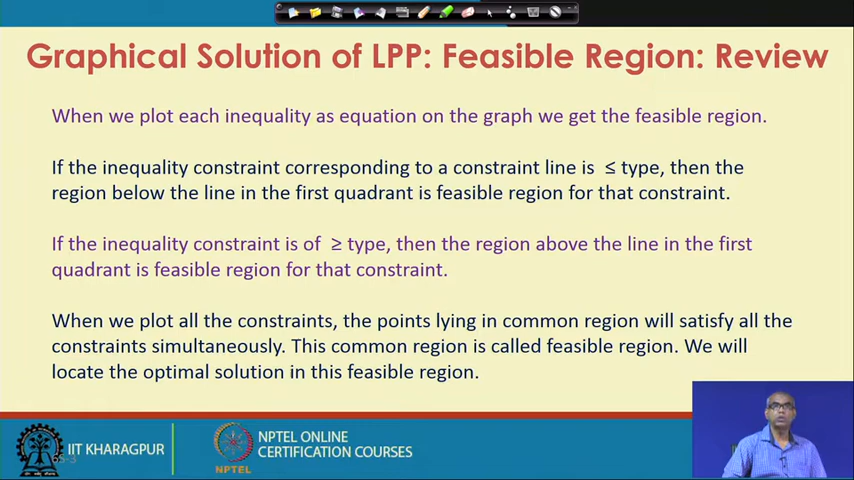 Graphical Solution of LPP: Feasible Region: Review
When we plot each inequality as equation on the graph we get the feasible region.
If the inequality constraint corresponding to a constraint line is ≤ type, then the
region below the line in the first quadrant is feasible region for that constraint.
If the inequality constraint is of ≥ type, then the region above the line in the first
quadrant is feasible region for that constraint.
When we plot all the constraints, the points lying in common region will satisfy all the
constraints simultaneously. This common region is called feasible region. We will
locate the optimal solution in this feasible region.
IIT KHARAGPUR
NPTEL
NPTEL ONLINE
CERTIFICATION COURSES